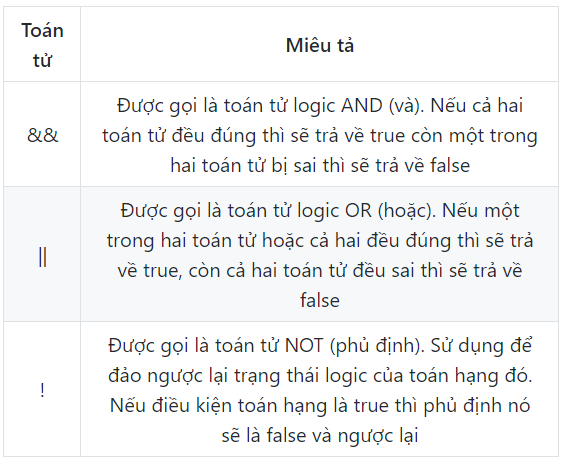 Toán
tử
Miêu tả
&&
Được gọi là toán tử logic AND (và). Nếu cả hai
toán tử đều đúng thì sẽ trả về true còn một trong
hai toán tử bị sai thì sẽ trả về false
||
Được gọi là toán tử logic OR (hoặc). Nếu một
trong hai toán tử hoặc cả hai đều đúng thì sẽ trả
về true, còn cả hai toán tử đều sai thì sẽ trả về
false
!
Được gọi là toán tử NOT (phủ định). Sử dụng để
đảo ngược lại trạng thái logic của toán hạng đó.
Nếu điều kiện toán hạng là true thì phủ định nó
sẽ là false và ngược lại